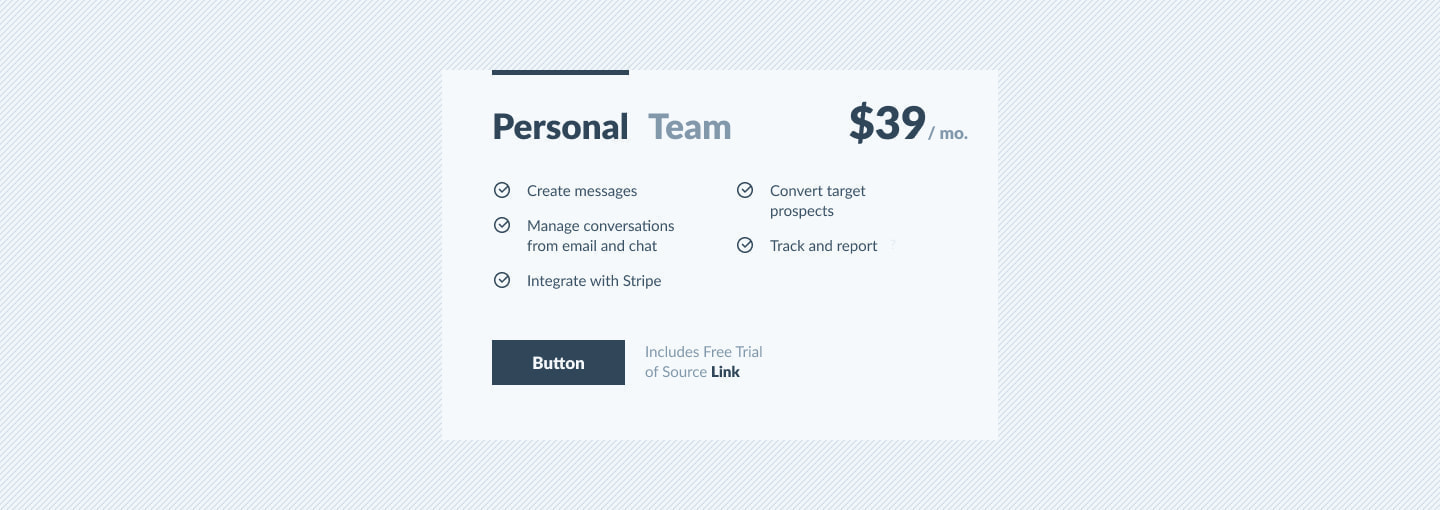 Personal Team
$39 / mo.
Create messages
Manage conversations
from email and chat
Integrate with Stripe
Convert target
prospects
Track and report
Button
Includes Free Trial
of Source Link